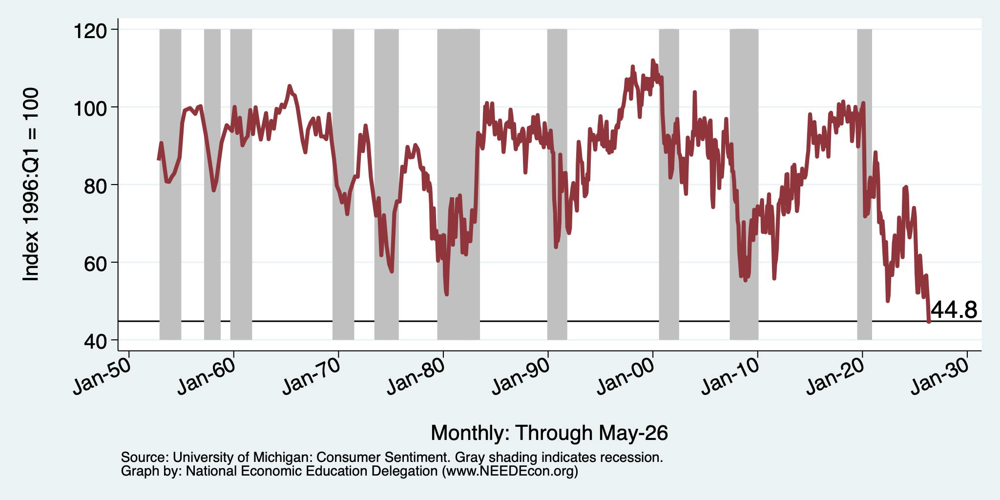 Index 1996:Q1 = 100
120
100
80
60
40
44.8
Jan-50
Jan-60
Jan-70
Jan-80
Jan-90
Jan-00
Jan-10
Jan-20
Jan-30
Monthly: Through May-26
Source: University of Michigan: Consumer Sentiment. Gray shading indicates recession.
Graph by: National Economic Education Delegation (www.NEEDEcon.org)